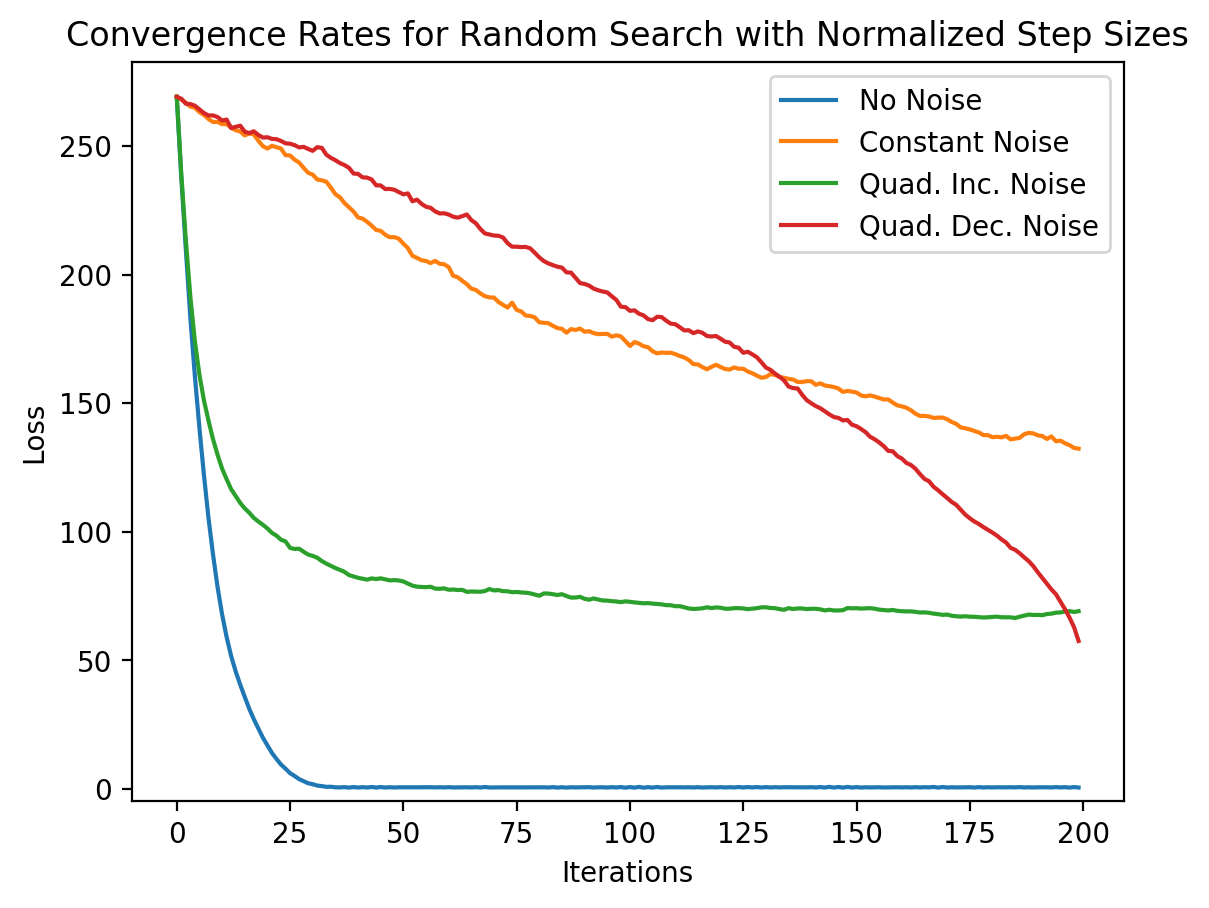 Convergence Rates for Random Search with Normalized Step Sizes
No Noise
Constant Noise
Quad. Inc. Noise
Quad. Dec. Noise
250
200
150
100
50
0
Loss
0 25 50 75 100 125 150 175 200
Iterations